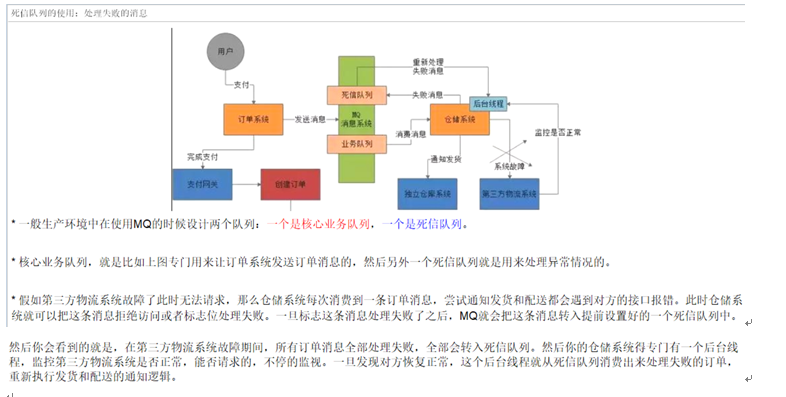 死信队列的使用：处理失败的消息
用户
支付
重新处理
失败消息
死信队列
失败消息
后台线程
订单系统
发送消息
MQ
消息系统
仓储系统
消费消息
监控是否正常
业务队列
完成支付
通知发货
系统故障
支付网关
创建订单
独立仓库系统
第三方物流系统
* 一般生产环境中在使用MQ的时候设计两个队列：一个是核心业务队列，一个是死信队列。
* 核心业务队列，就是比如上图专门用来让订单系统发送订单消息的，然后另外一个死信队列就是用来处理异常情况的。
* 假如第三方物流系统故障了此时无法请求，那么仓储系统每次消费到一条订单消息，尝试通知发货和配送都会遇到对方的接口报错。此时仓储系
统就可以把这条消息拒绝访问或者标志位处理失败。一旦标志这条消息处理失败了之后，MQ就会把这条消息转入提前设置好的一个死信队列中。
然后你会看到的就是，在第三方物流系统故障期间，所有订单消息全部处理失败，全部会转入死信队列。然后你的仓储系统得专门有一个后台线
程，监控第三方物流系统是否正常，能否请求的，不停的监视。一旦发现对方恢复正常，这个后台线程就从死信队列消费出来处理失败的订单，
重新执行发货和配送的通知逻辑。